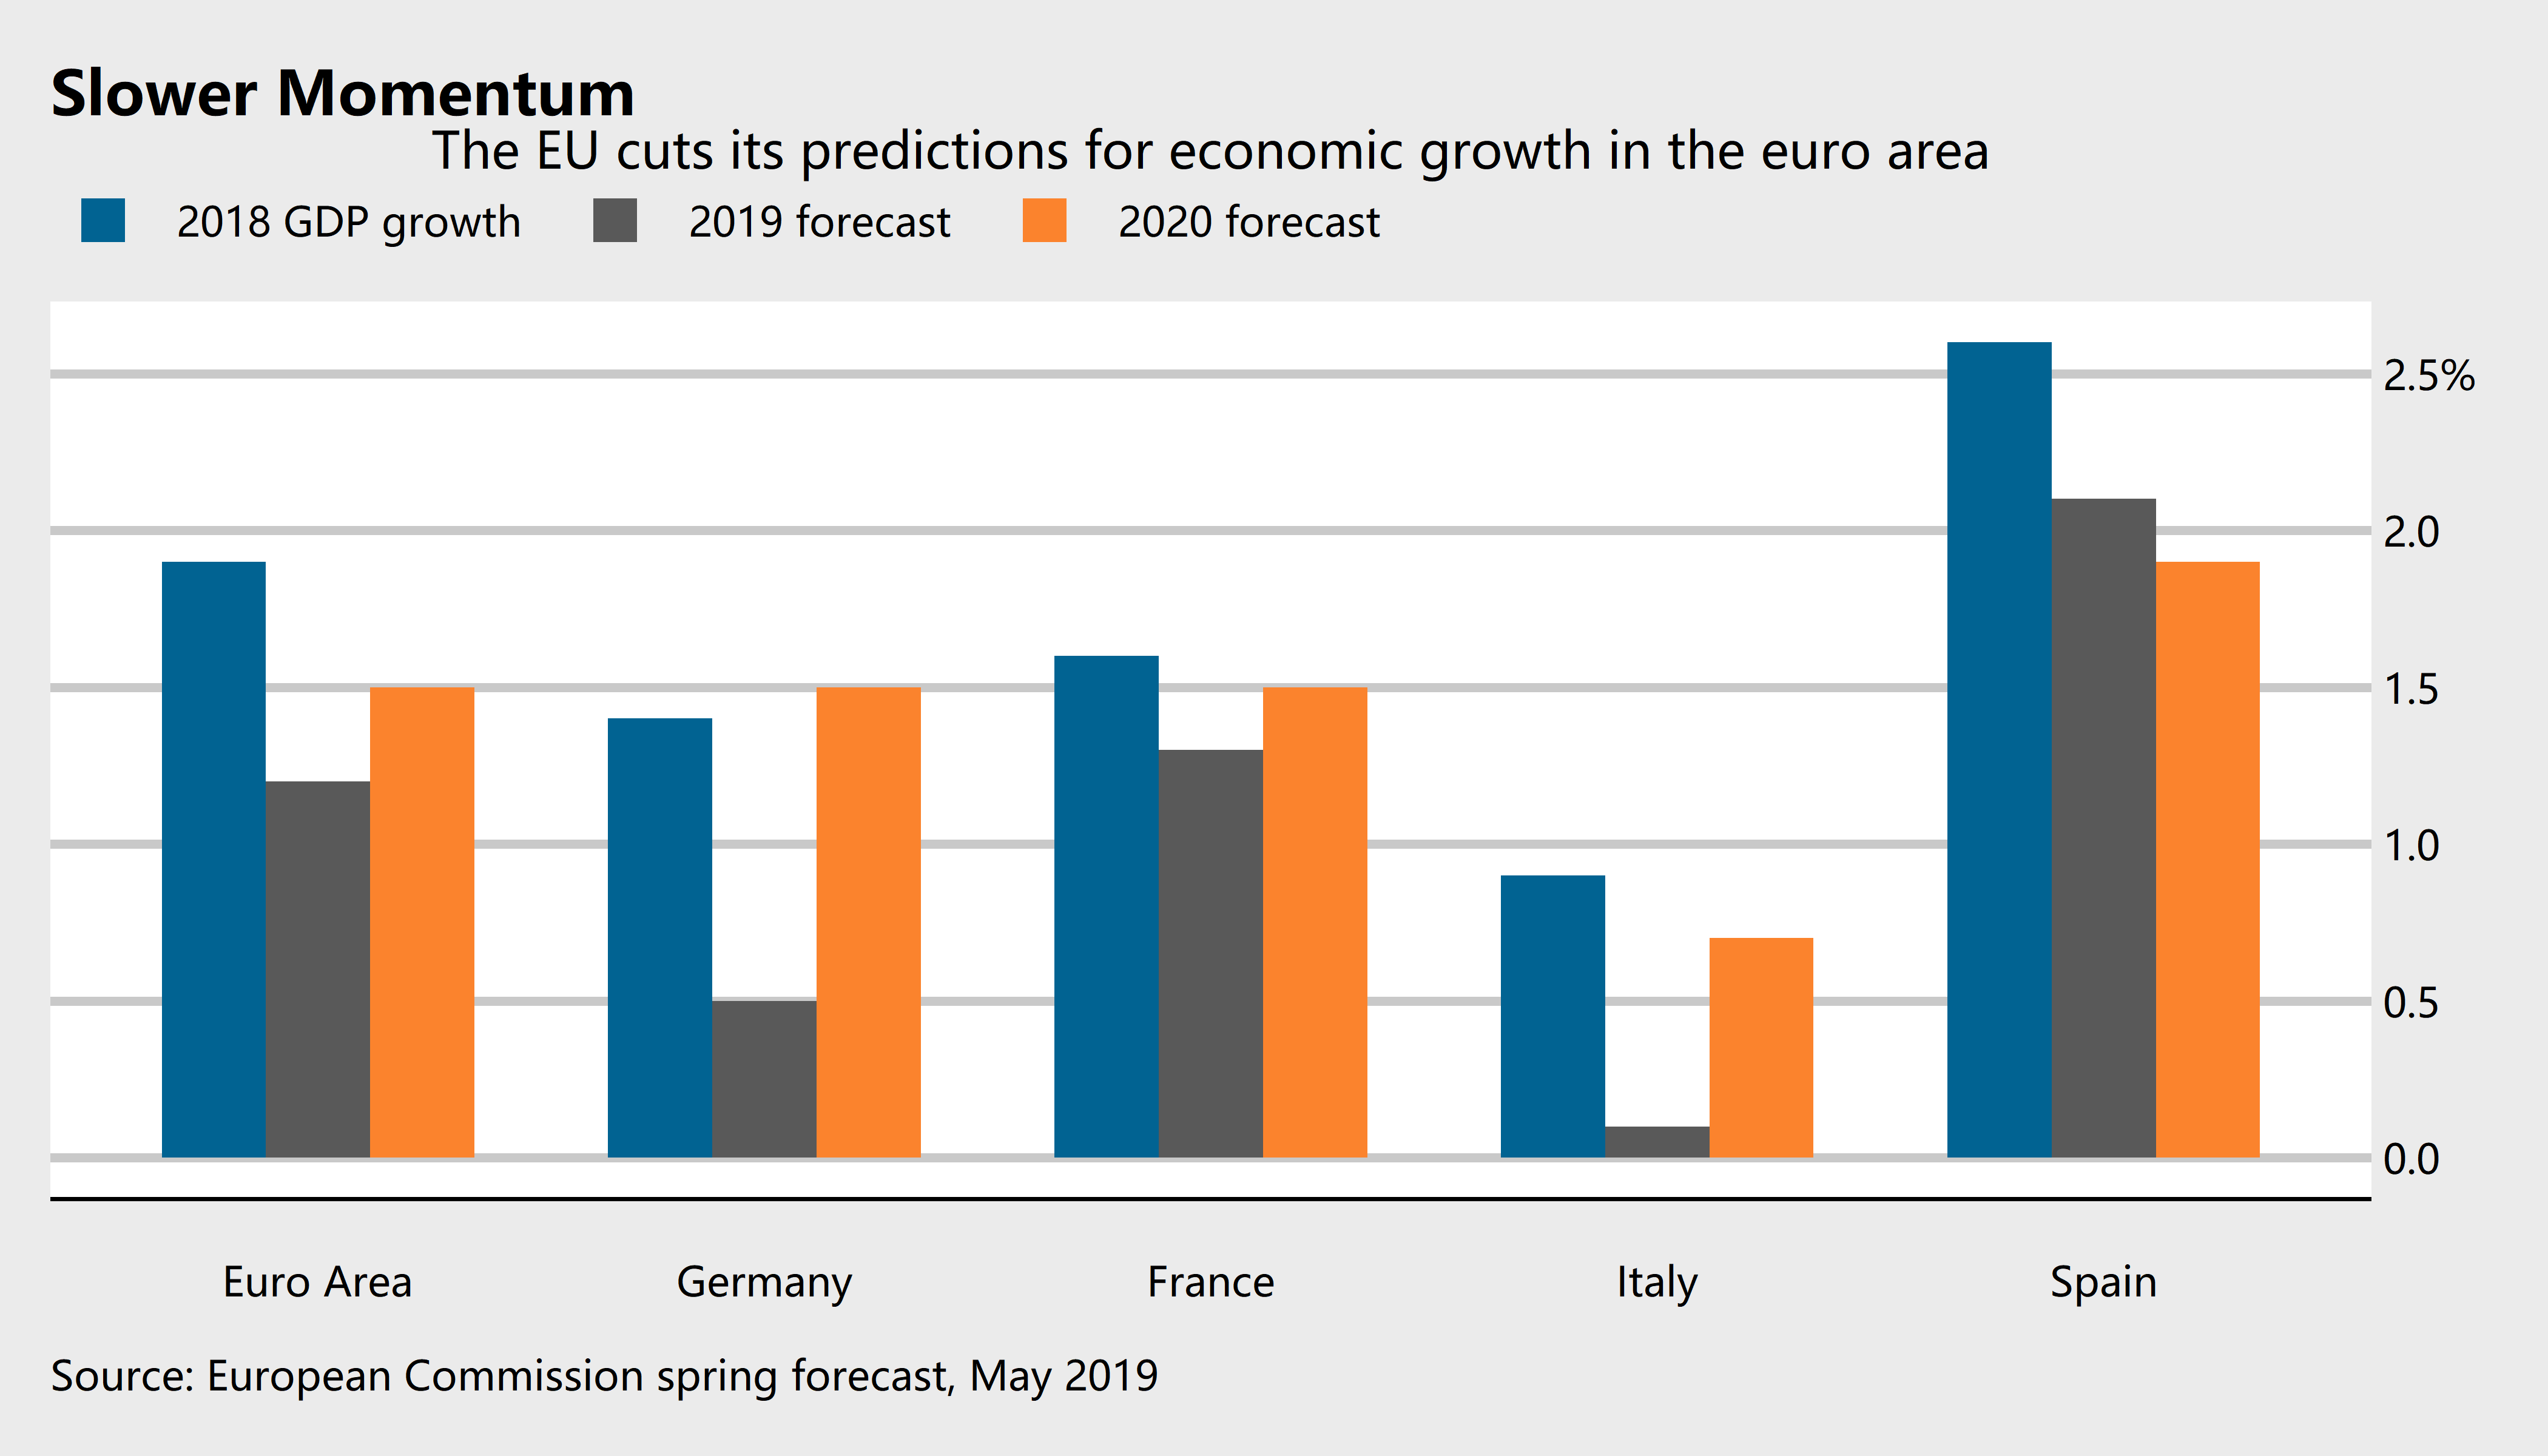 Slower Momentum
The EU cuts its predictions for economic growth in the euro area
2018 GDP growth 2019 forecast 2020 forecast
2.5%
2.0
1.5
1.0
0.5
0.0
Euro Area Germany France Italy Spain
Source: European Commission spring forecast, May 2019